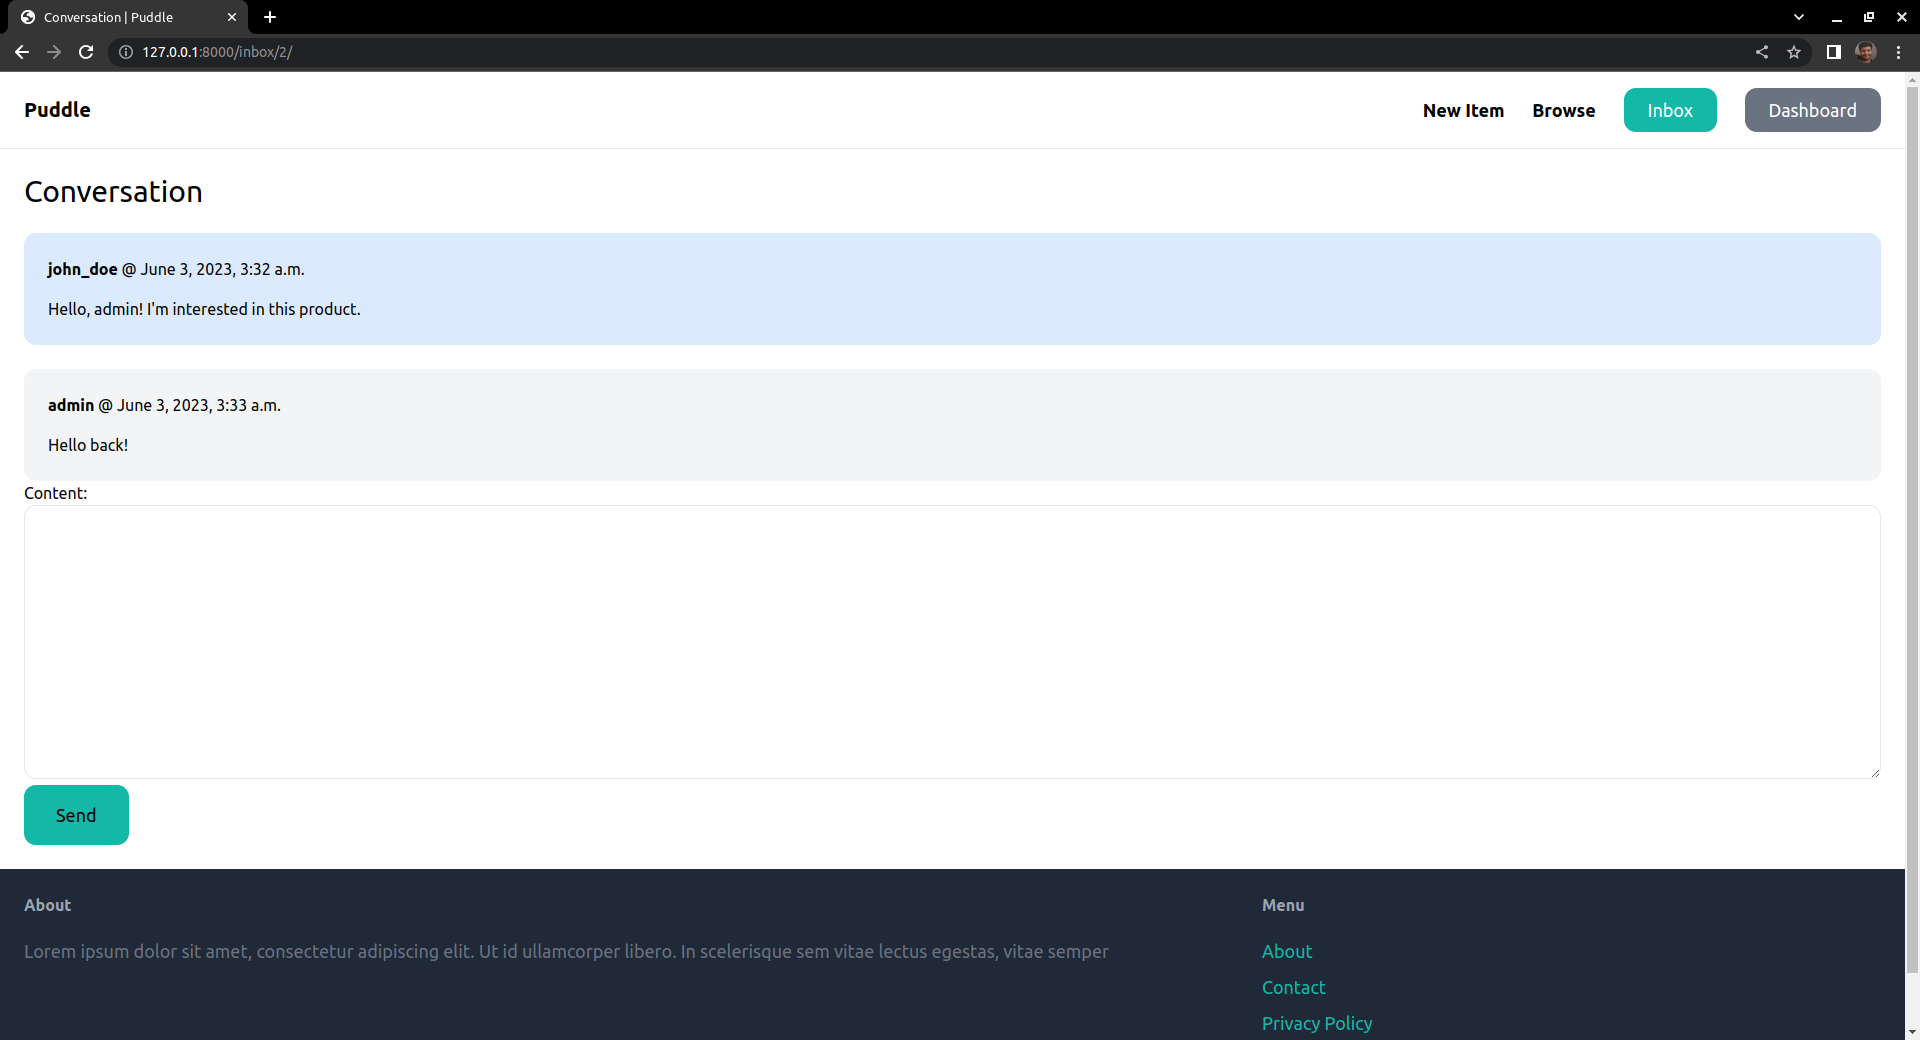 Conversation | Puddle
127.0.0.1:8000/inbox/2/
Puddle
New Item
Browse
Inbox
Dashboard
Conversation
john_doe @ June 3, 2023, 3:32 a.m.
Hello, admin! I'm interested in this product.
admin @ June 3, 2023, 3:33 a.m.
Hello back!
Content:
Send
About
Lorem ipsum dolor sit amet, consectetur adipiscing elit. Ut id ullamcorper libero. In scelerisque sem vitae lectus egestas, vitae semper
Menu
About
Contact
Privacy Policy